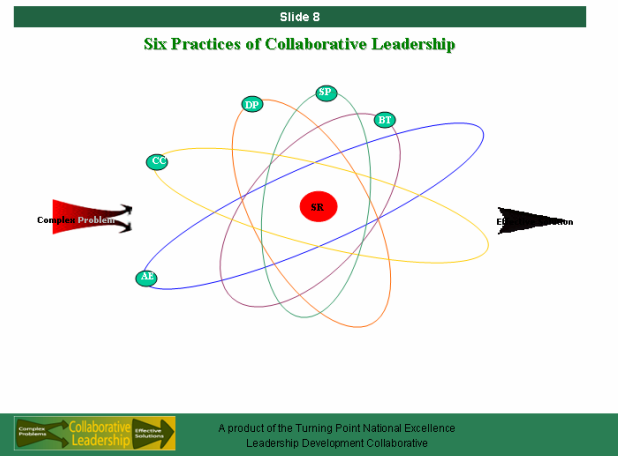 Slide 8
Six Practices of Collaborative Leadership
SP
DP
BT
CC
SR
Complex Problem
AE
Complex
Problems
Collaborative
Leadership
Effective
Solutions
A product of the Turning Point National Excellence
Leadership Development Collaborative